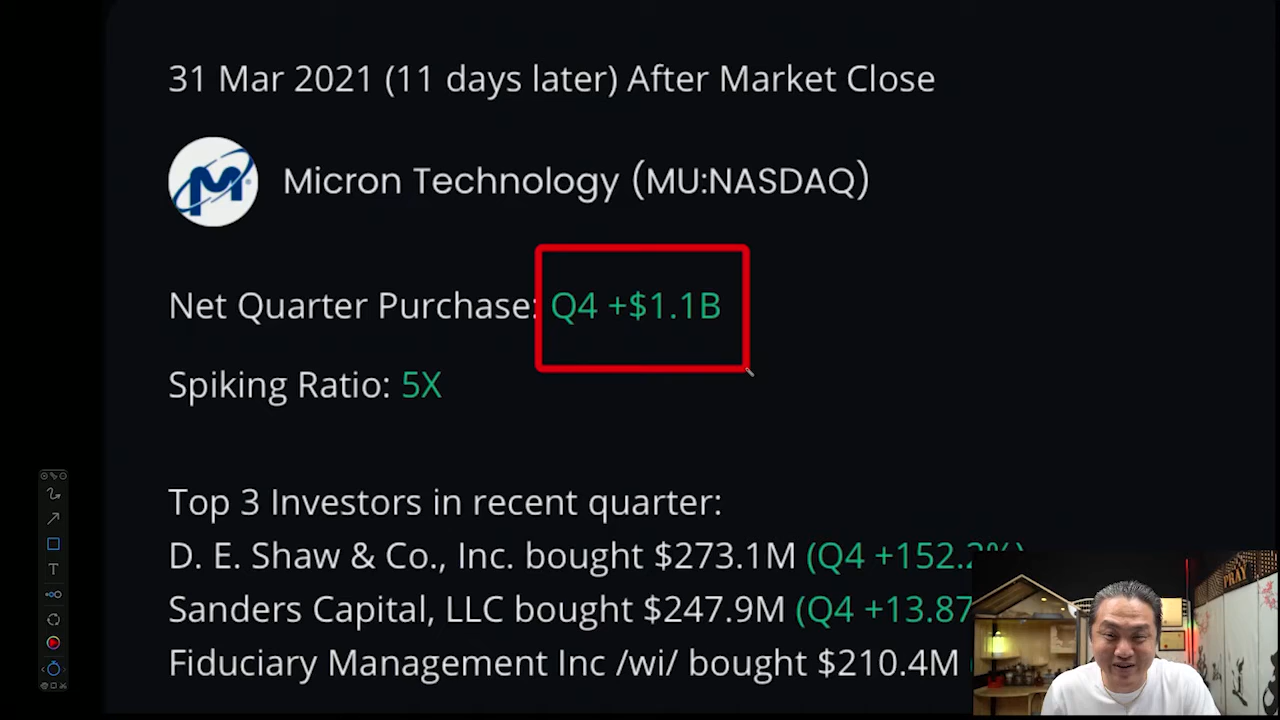 31 Mar 2021 (11 days later) After Market Close
Micron Technology (MU:NASDAQ)
Net Quarter Purchase: Q4 +$1.1B
Spiking Ratio: 5X
Top 3 Investors in recent quarter:
D. E. Shaw & Co., Inc. bought $273.1M (Q4 +152.2%)
Sanders Capital, LLC bought $247.9M (Q4 +13.87
Fiduciary Management Inc /wi/ bought $210.4M
T
PRAY